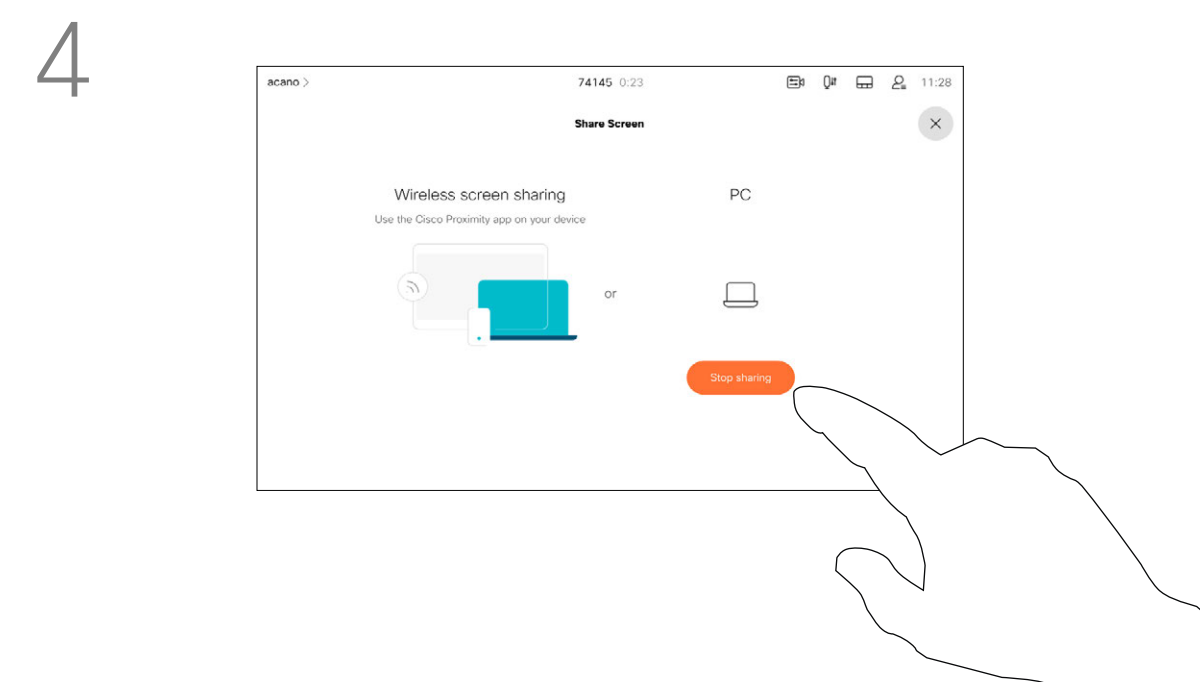 4
acano >
74145 0:23
11:28
Share Screen
Wireless screen sharing
Use the Cisco Proximity app on your device
PC
or
Stop sharing